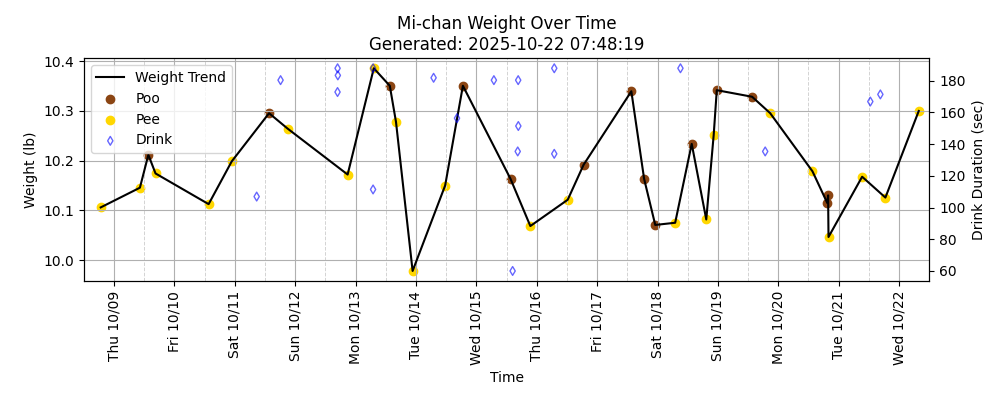 Mi-chan Weight Over Time
Generated: 2025-10-22 07:48:19
Weight (lb)
10.4
10.3
10.2
10.1
10.0
Weight Trend
Poo
Pee
Drink
180
160
140
120
100
80
60
Drink Duration (sec)
Thu 10/09
Fri 10/10
Sat 10/11
Sun 10/12
Mon 10/13
Tue 10/14
Wed 10/15
Thu 10/16
Fri 10/17
Sat 10/18
Sun 10/19
Mon 10/20
Tue 10/21
Wed 10/22
Time